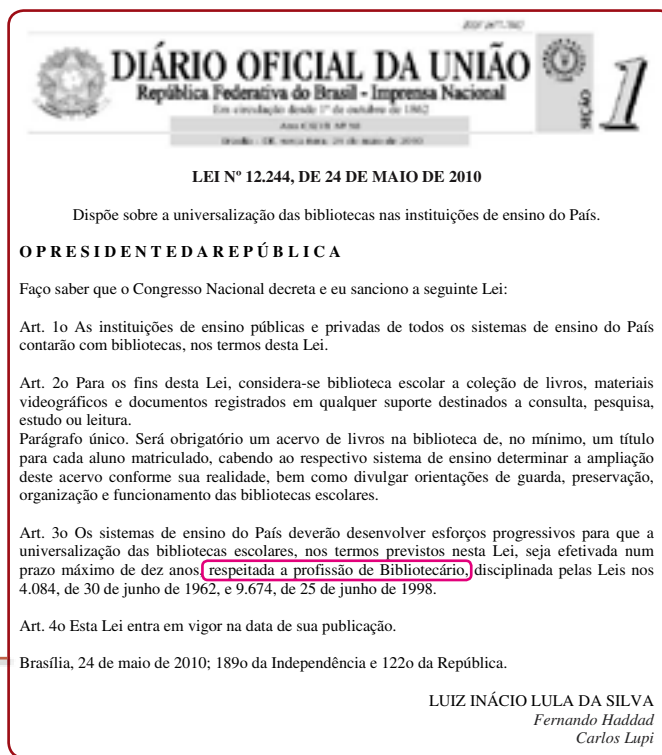 DIÁRIO OFICIAL DA UNIÃO
República Federativa do Brasil - Imprensa Nacional
Em circulação desde 1º de outubro de 1862
SEÇÃO
1
LEI Nº 12.244, DE 24 DE MAIO DE 2010
Dispõe sobre a universalização das bibliotecas nas instituições de ensino do País.
O P R E S I D E N T E D A R E P Ú B L I C A
Faço saber que o Congresso Nacional decreta e eu sanciono a seguinte Lei:
Art. 1o As instituições de ensino públicas e privadas de todos os sistemas de ensino do País
contarão com bibliotecas, nos termos desta Lei.
Art. 2o Para os fins desta Lei, considera-se biblioteca escolar a coleção de livros, materiais
videográficos e documentos registrados em qualquer suporte destinados a consulta, pesquisa,
estudo ou leitura.
Parágrafo único. Será obrigatório um acervo de livros na biblioteca de, no mínimo, um título
para cada aluno matriculado, cabendo ao respectivo sistema de ensino determinar a ampliação
deste acervo conforme sua realidade, bem como divulgar orientações de guarda, preservação,
organização e funcionamento das bibliotecas escolares.
Art. 3o Os sistemas de ensino do País deverão desenvolver esforços progressivos para que a
universalização das bibliotecas escolares, nos termos previstos nesta Lei, seja efetivada num
prazo máximo de dez anos, respeitada a profissão de Bibliotecário, disciplinada pelas Leis nos
4.084, de 30 de junho de 1962, e 9.674, de 25 de junho de 1998.
Art. 4o Esta Lei entra em vigor na data de sua publicação.
Brasília, 24 de maio de 2010; 189o da Independência e 122o da República.
LUIZ INÁCIO LULA DA SILVA
Fernando Haddad
Carlos Lupi